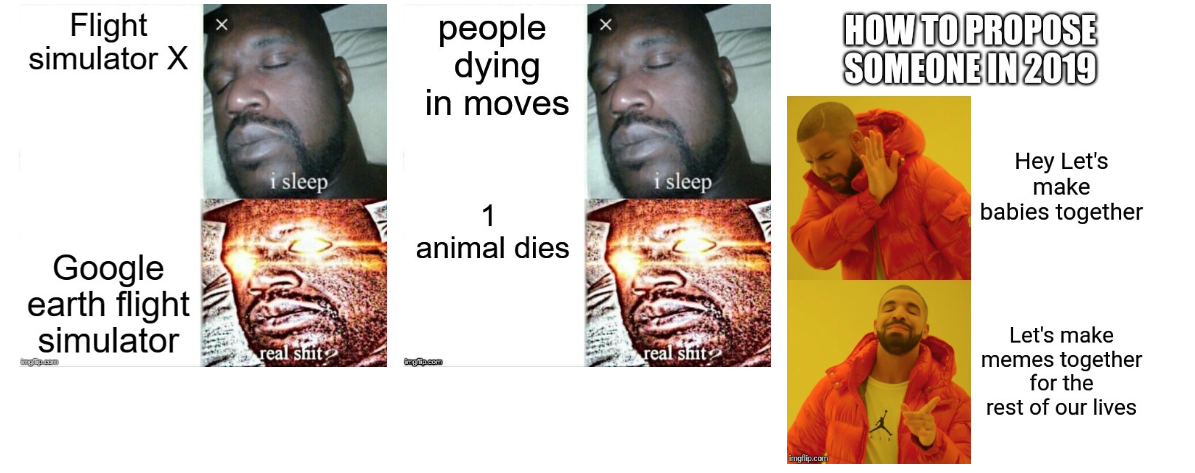 Flight
simulator X
i sleep
Google
earth flight
simulator
real shit?
imgflip.com
people
dying
in moves
i sleep
1
animal dies
real shit?
imgflip.com
HOW TO PROPOSE
SOMEONE IN 2019
Hey Let's
make
babies together
Let's make
memes together
for the
rest of our lives
imgflip.com